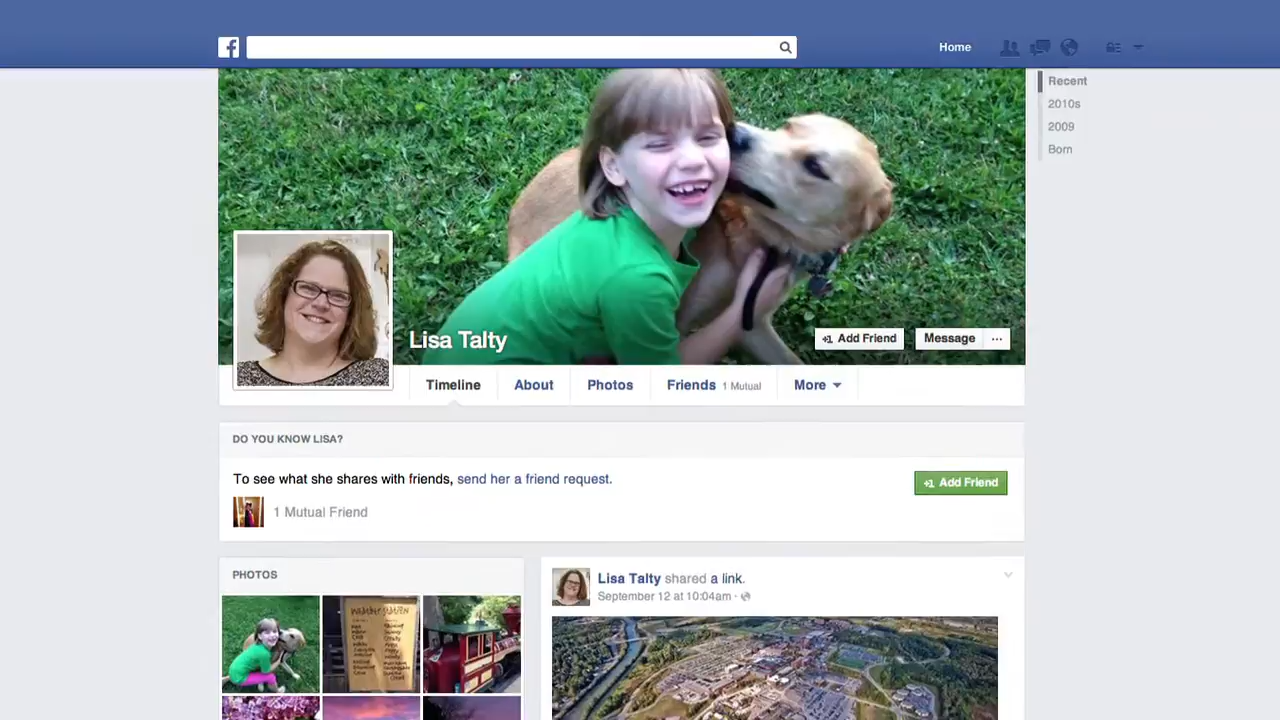 Home
Recent
2010s
2009
Born
Lisa Talty
+1 Add Friend
Message ...
Timeline
About
Photos
Friends 1 Mutual
More
DO YOU KNOW LISA?
To see what she shares with friends, send her a friend request.
+1 Add Friend
1 Mutual Friend
PHOTOS
Lisa Talty shared a link.
September 12 at 10:04am ·